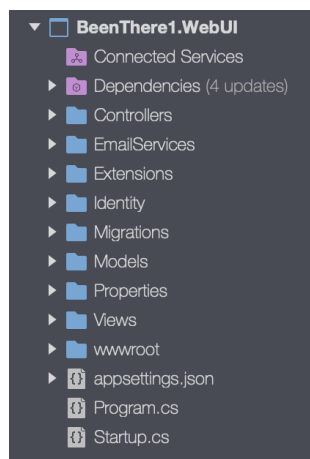 BeenThere1.WebUI
Connected Services
Dependencies (4 updates)
Controllers
EmailServices
Extensions
Identity
Migrations
Models
Properties
Views
wwwroot
appsettings.json
Program.cs
Startup.cs